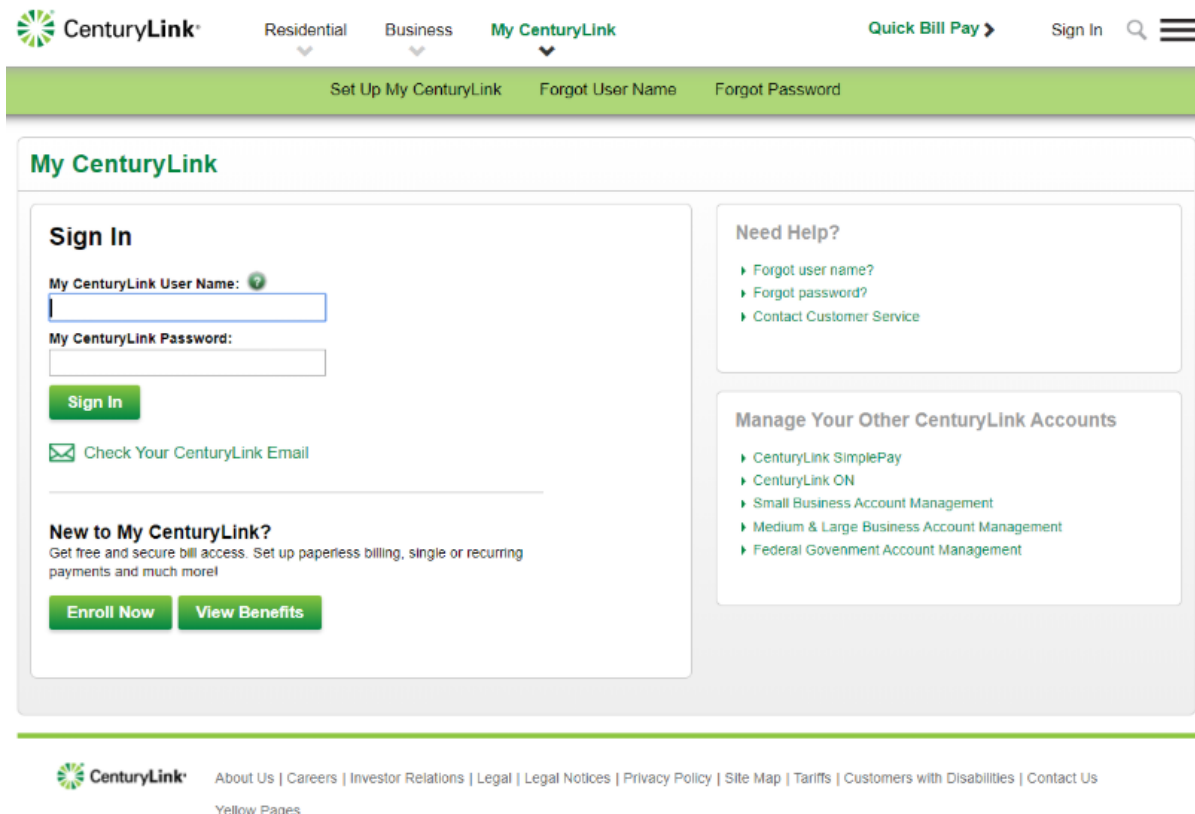 CenturyLink
Residential Business My CenturyLink Quick Bill Pay Sign In
Set Up My CenturyLink Forgot User Name Forgot Password
My CenturyLink
Sign In
My CenturyLink User Name: ?
My CenturyLink Password:
Sign In
Check Your CenturyLink Email
New to My CenturyLink?
Get free and secure bill access. Set up paperless billing, single or recurring
payments and much more!
Enroll Now View Benefits
Need Help?
Forgot user name?
Forgot password?
Contact Customer Service
Manage Your Other CenturyLink Accounts
CenturyLink SimplePay
CenturyLink ON
Small Business Account Management
Medium & Large Business Account Management
Federal Govenment Account Management
CenturyLink
About Us | Careers | Investor Relations | Legal | Legal Notices | Privacy Policy | Site Map | Tariffs | Customers with Disabilities | Contact Us
Yellow Pages